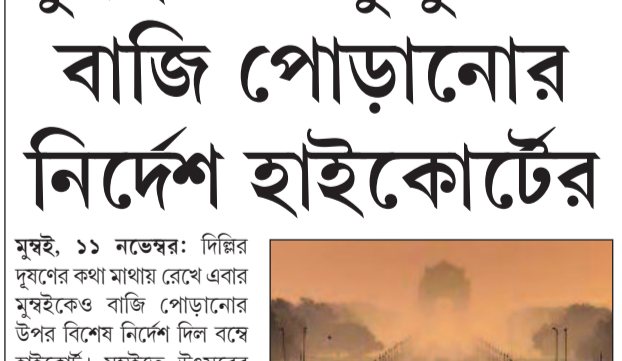 বাজি পোড়ানোর
নির্দেশ হাইকোর্টের
মুম্বই, ১১ নভেম্বর: দিল্লির
দূষণের কথা মাথায় রেখে এবার
মুম্বইকেও বাজি পোড়ানোর
উপর বিশেষ নির্দেশ দিল বম্বে